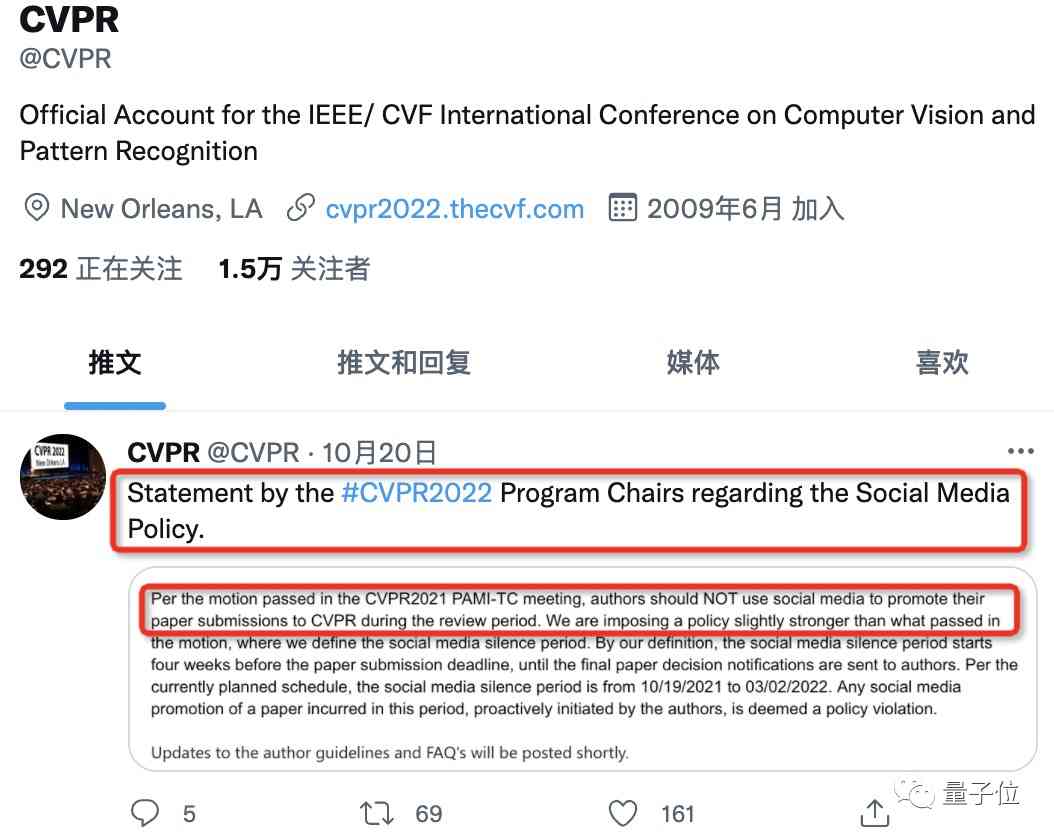 CVPR
@CVPR
Official Account for the IEEE/ CVF International Conference on Computer Vision and
Pattern Recognition
New Orleans, LA cvpr2022.thecvf.com 2009年6月 加入
292 正在关注 1.5万 关注者
推文 推文和回复 媒体 喜欢
CVPR @CVPR · 10月20日
CVPR 2022
New Orleans LA
Statement by the #CVPR2022 Program Chairs regarding the Social Media
Policy.
Per the motion passed in the CVPR2021 PAMI-TC meeting, authors should NOT use social media to promote their
paper submissions to CVPR during the review period. We are imposing a policy slightly stronger than what passed in
the motion, where we define the social media silence period. By our definition, the social media silence period starts
four weeks before the paper submission deadline, until the final paper decision notifications are sent to authors. Per the
currently planned schedule, the social media silence period is from 10/19/2021 to 03/02/2022. Any social media
promotion of a paper incurred in this period, proactively initiated by the authors, is deemed a policy violation.
Updates to the author guidelines and FAQ's will be posted shortly.
5 69 161
量子位